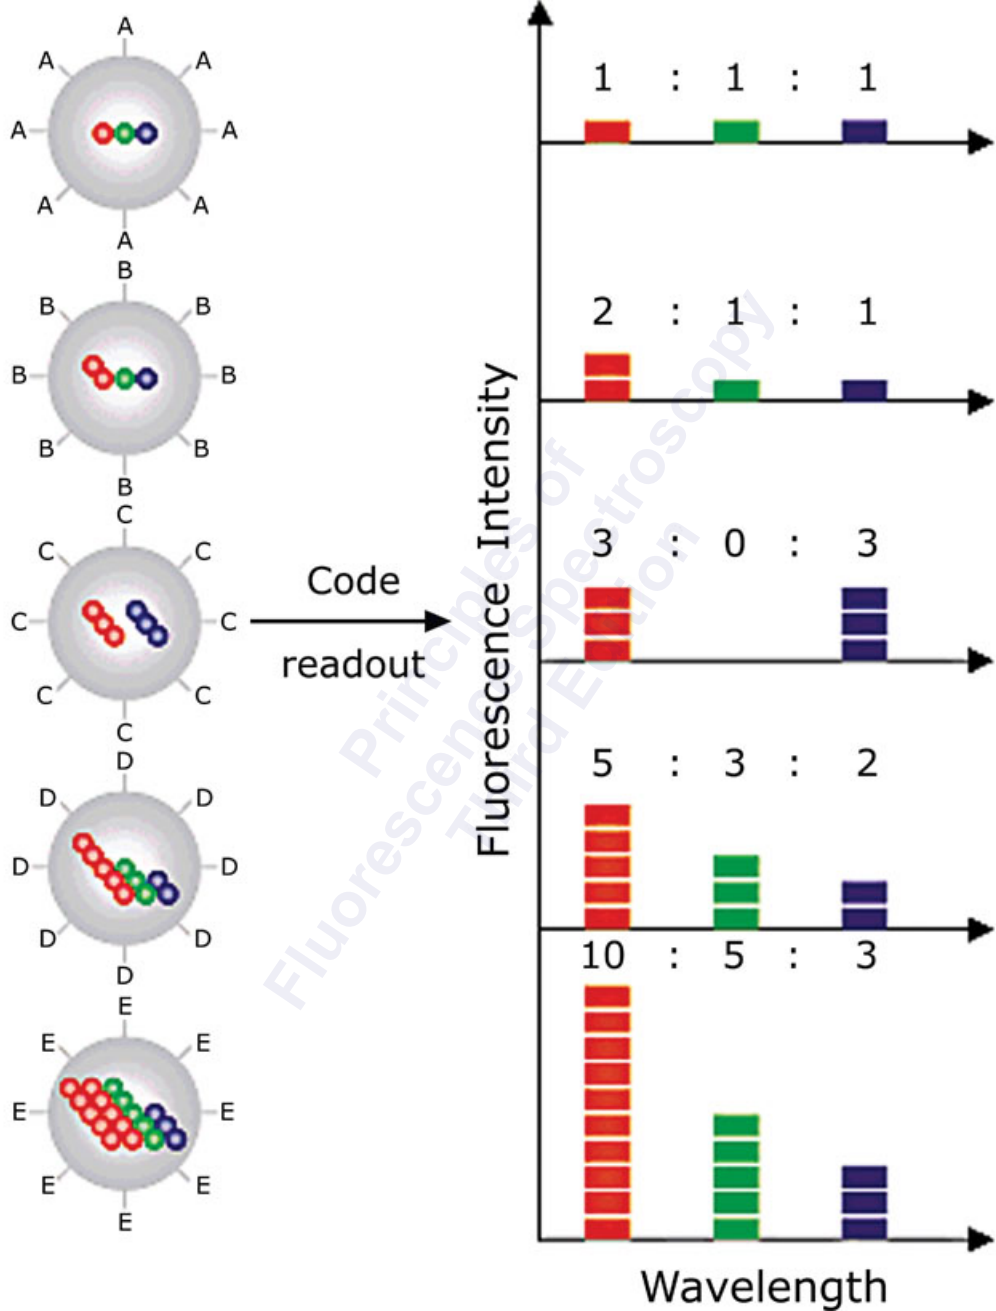 A
A A
A A
A A
A
B
B B
B B
B B
B
C
C C
C C
C C
C
D
D D
D D
D D
D
E
E E
E E
E E
E
Code
readout
Fluorescence Intensity
1 : 1 : 1
2 : 1 : 1
3 : 0 : 3
5 : 3 : 2
10 : 5 : 3
Wavelength
Principles of
Fluorescence Spectroscopy
Third Edition